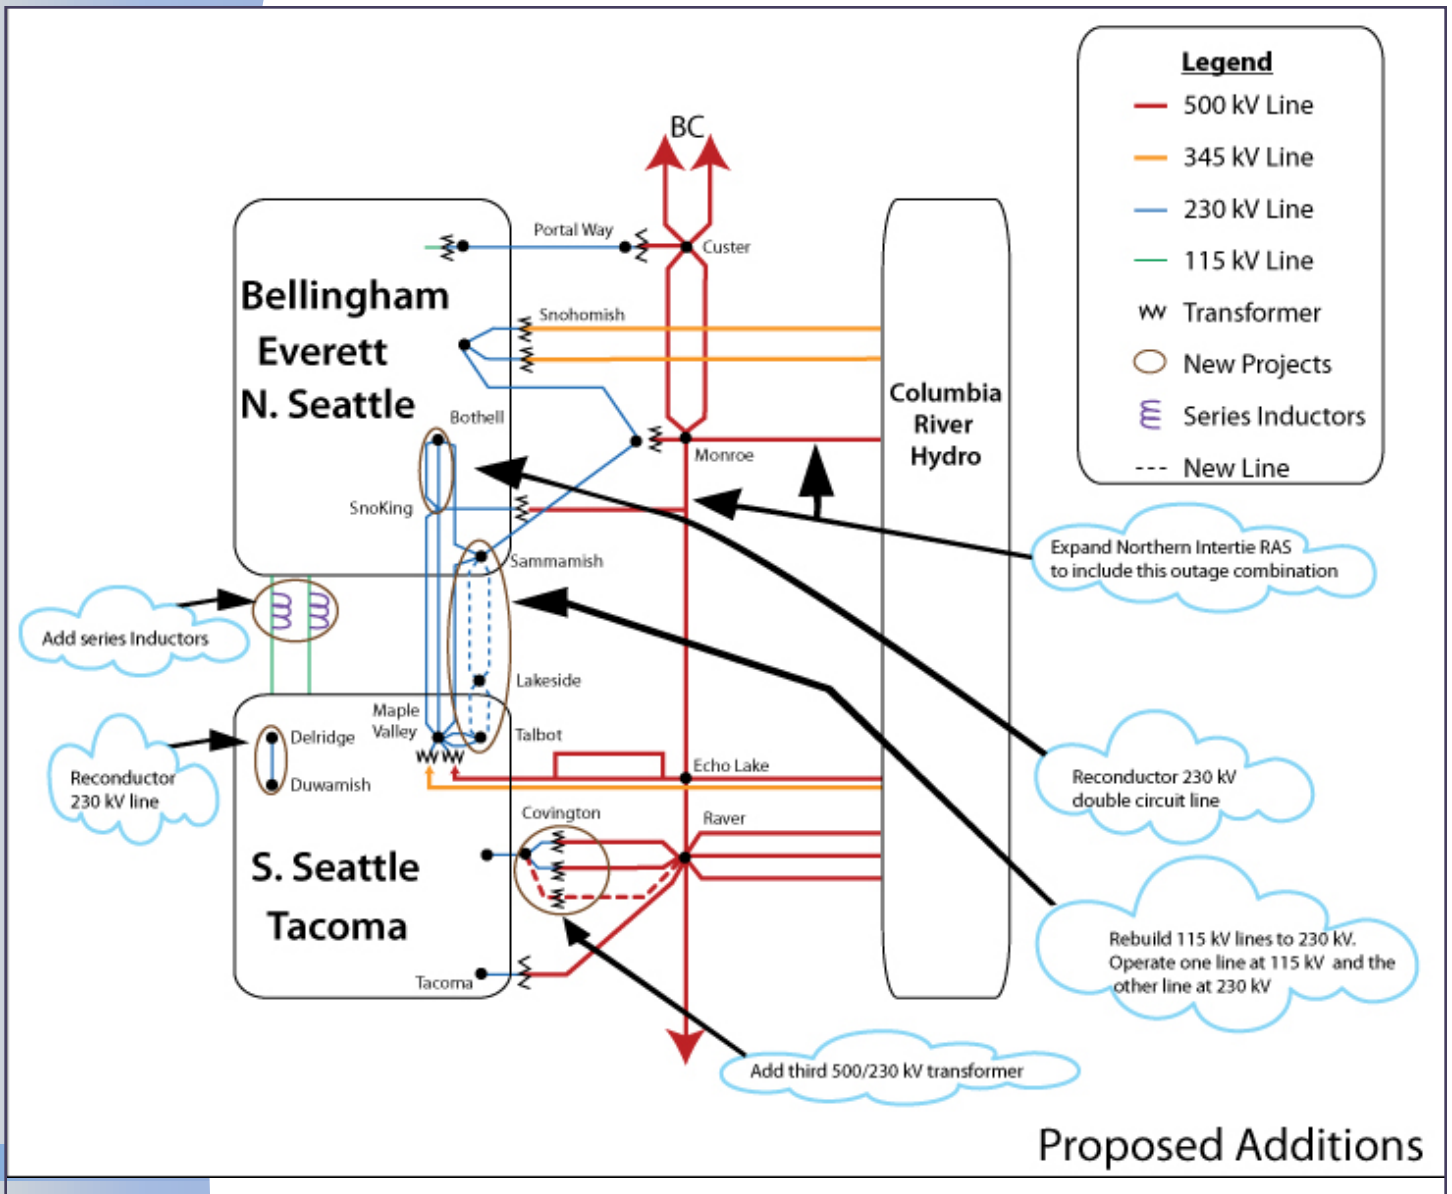 Legend
500 kV Line
345 kV Line
230 kV Line
115 kV Line
Transformer
New Projects
Series Inductors
New Line
BC
Portal Way
Custer
Bellingham
Everett
N. Seattle
Snohomish
Columbia
River
Hydro
Bothell
Monroe
SnoKing
Sammamish
Expand Northern Intertie RAS
to include this outage combination
Add series Inductors
Lakeside
Maple
Valley
Talbot
Delridge
Duwamish
Reconductor
230 kV line
Echo Lake
Reconductor 230 kV
double circuit line
Covington
Raver
S. Seattle
Tacoma
Tacoma
Rebuild 115 kV lines to 230 kV.
Operate one line at 115 kV and the
other line at 230 kV
Add third 500/230 kV transformer
Proposed Additions